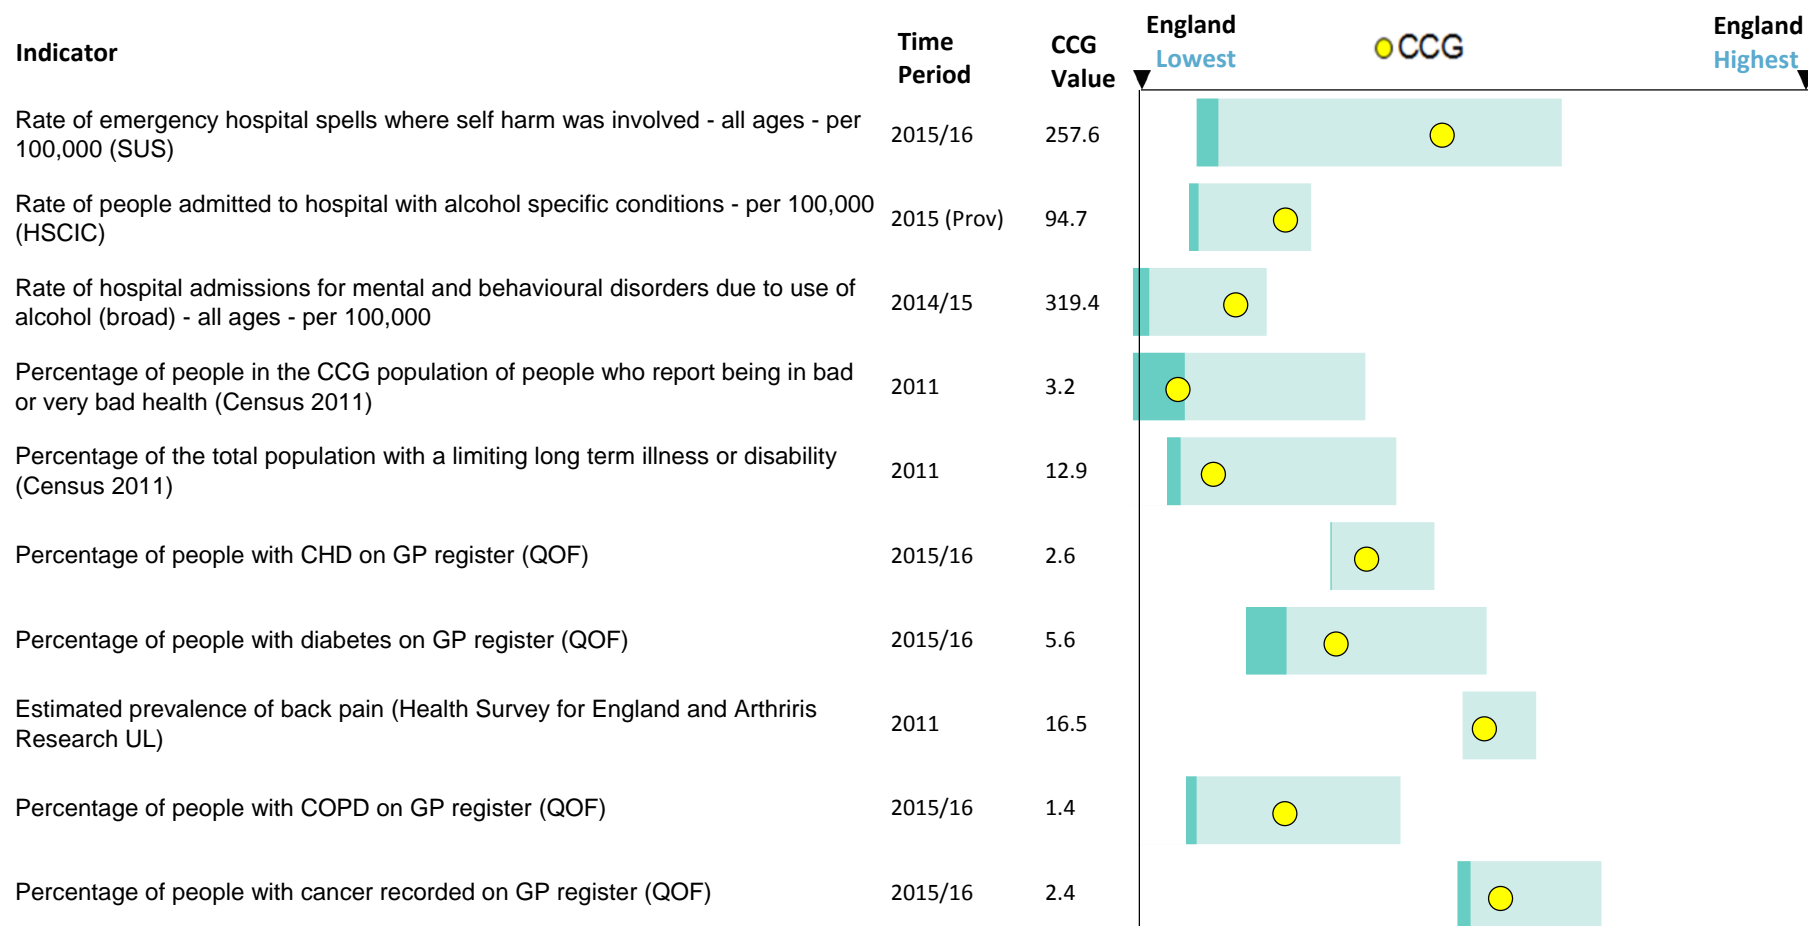 Indicator
Time
Period
CCG
Value
England
Lowest
CCG
England
Highest
Rate of emergency hospital spells where self harm was involved - all ages - per
100,000 (SUS)
2015/16
257.6
Rate of people admitted to hospital with alcohol specific conditions - per 100,000
(HSCIC)
2015 (Prov)
94.7
Rate of hospital admissions for mental and behavioural disorders due to use of
alcohol (broad) - all ages - per 100,000
2014/15
319.4
Percentage of people in the CCG population of people who report being in bad
or very bad health (Census 2011)
2011
3.2
Percentage of the total population with a limiting long term illness or disability
(Census 2011)
2011
12.9
Percentage of people with CHD on GP register (QOF)
2015/16
2.6
Percentage of people with diabetes on GP register (QOF)
2015/16
5.6
Estimated prevalence of back pain (Health Survey for England and Arthriris
Research UL)
2011
16.5
Percentage of people with COPD on GP register (QOF)
2015/16
1.4
Percentage of people with cancer recorded on GP register (QOF)
2015/16
2.4